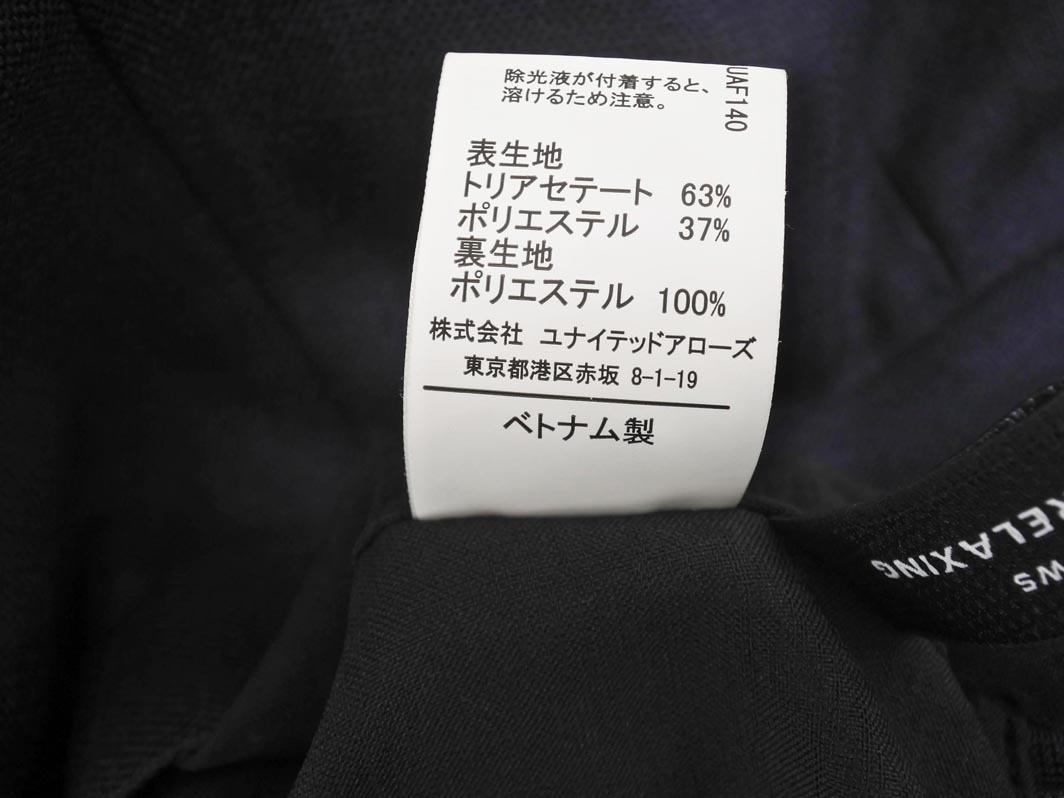 除光液が付着すると、
溶けるため注意。
UAF140
表生地
トリアセテート 63%
ポリエステル 37%
裏生地
ポリエステル 100%
株式会社 ユナイテッドアローズ
東京都港区赤坂 8-1-19
ベトナム製
RELAXING
WS